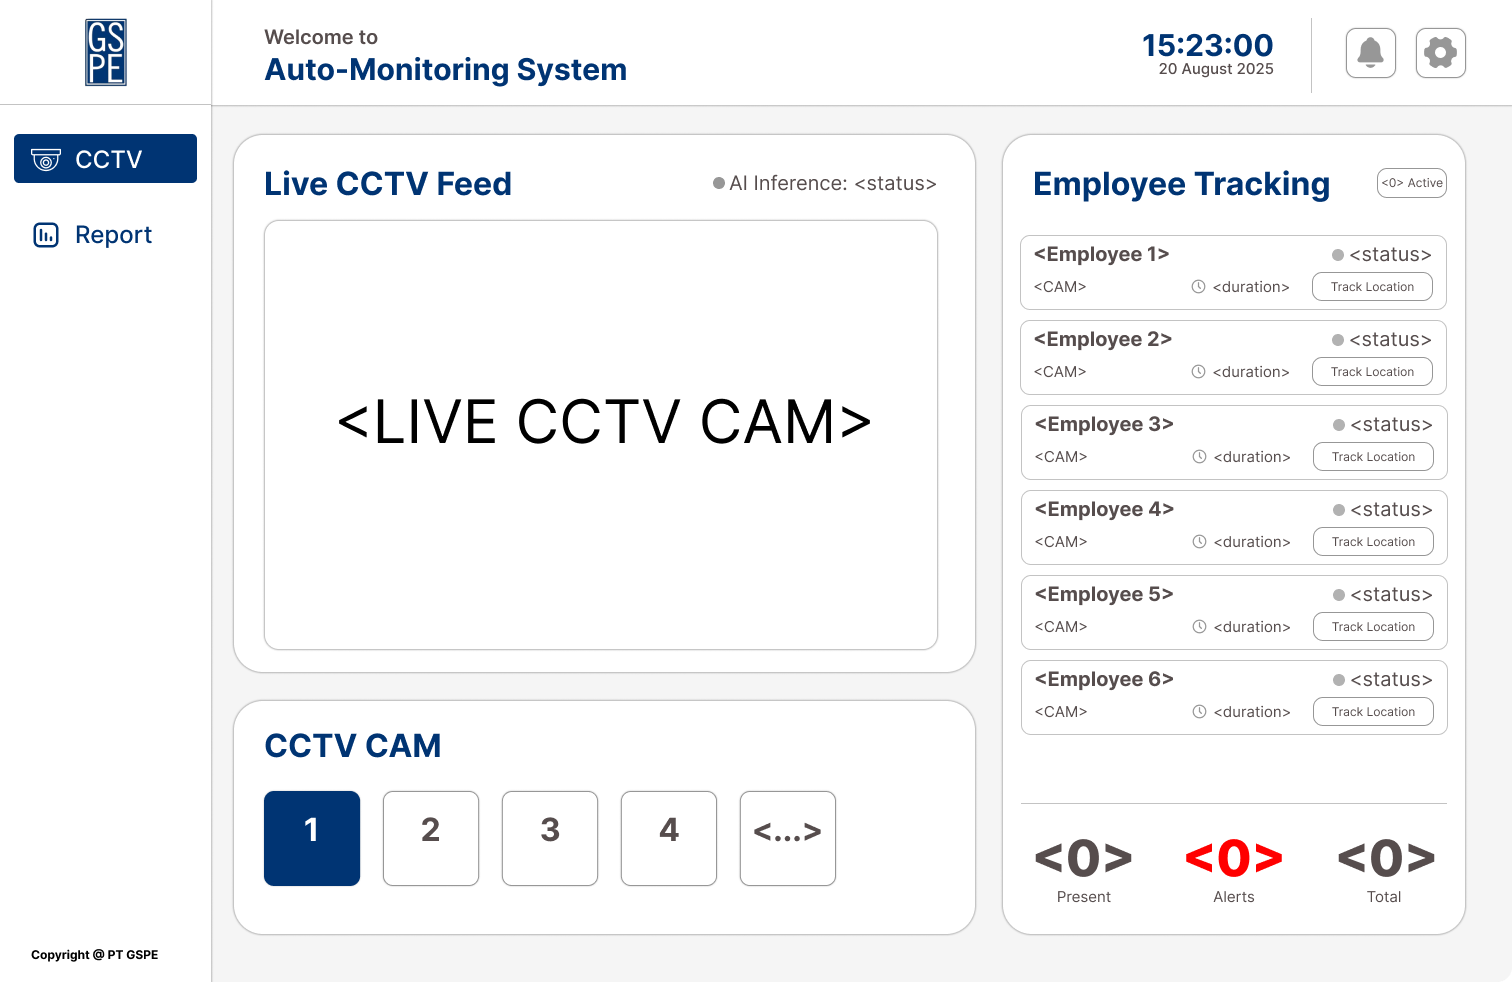 GS
PE
Welcome to
Auto-Monitoring System
15:23:00
20 August 2025
CCTV
Report
Live CCTV Feed
AI Inference: <status>
<LIVE CCTV CAM>
CCTV CAM
1
2
3
4
<...>
Employee Tracking
<0> Active
<Employee 1>
<status>
<CAM>
<duration>
Track Location
<Employee 2>
<status>
<CAM>
<duration>
Track Location
<Employee 3>
<status>
<CAM>
<duration>
Track Location
<Employee 4>
<status>
<CAM>
<duration>
Track Location
<Employee 5>
<status>
<CAM>
<duration>
Track Location
<Employee 6>
<status>
<CAM>
<duration>
Track Location
<0>
Present
<0>
Alerts
<0>
Total
Copyright @ PT GSPE